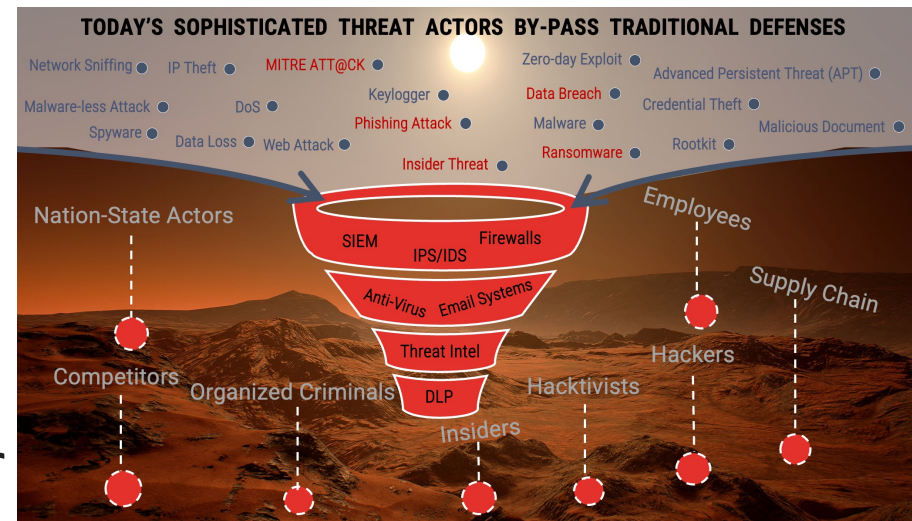 TODAY'S SOPHISTICATED THREAT ACTORS BY-PASS TRADITIONAL DEFENSES
Network Sniffing
IP Theft
MITRE ATT@CK
Zero-day Exploit
Advanced Persistent Threat (APT)
Malware-less Attack
DoS
Keylogger
Data Breach
Credential Theft
Spyware
Data Loss
Web Attack
Phishing Attack
Malware
Malicious Document
Insider Threat
Ransomware
Rootkit
Nation-State Actors
Employees
SIEM
IPS/IDS
Firewalls
Anti-Virus
Email Systems
Supply Chain
Threat Intel
Hackers
Competitors
Organized Criminals
DLP
Hacktivists
Insiders